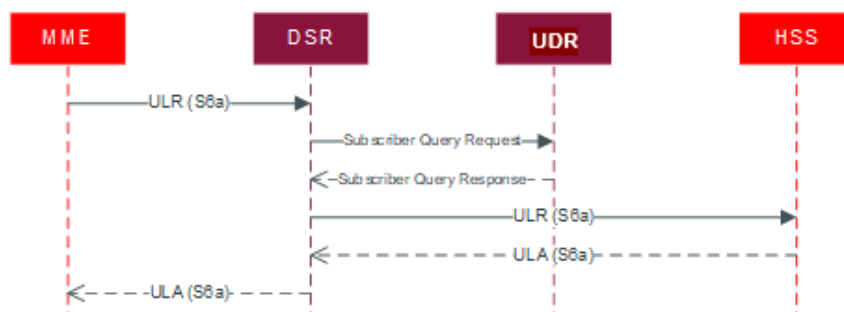 MME
DSR
UDR
HSS
ULR (S6a)
Subscriber Query Request
Subscriber Query Response
ULR (S6a)
ULA (S6a)
ULA (S6a)